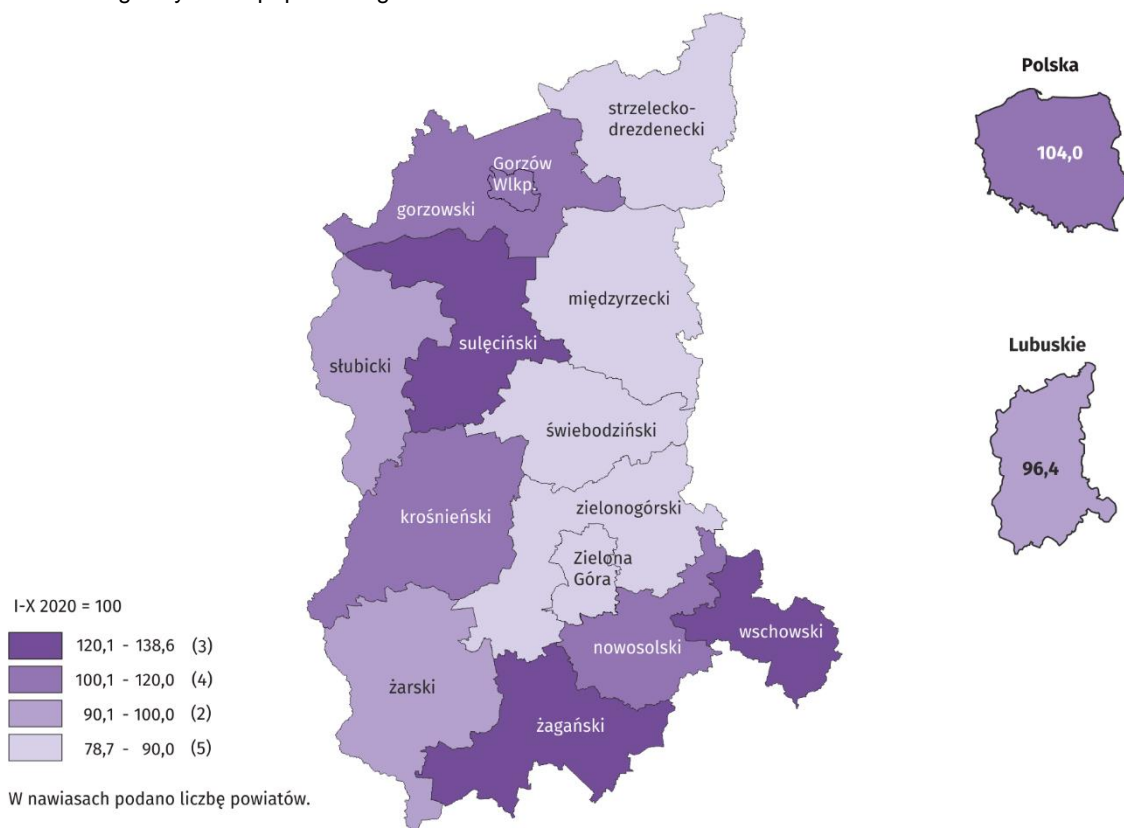 strzelecko-
drezdenecki
Gorzów
Wlkp.
gorzowski
międzyrzecki
sulęciński
słubicki
świebodziński
zielonogórski
krośnieński
Zielona
Góra
wschowski
nowosolski
żarski
żagański
Polska
104,0
Lubuskie
96,4
I-X 2020 = 100
120,1 - 138,6 (3)
100,1 - 120,0 (4)
90,1 - 100,0 (2)
78,7 - 90,0 (5)
W nawiasach podano liczbę powiatów.